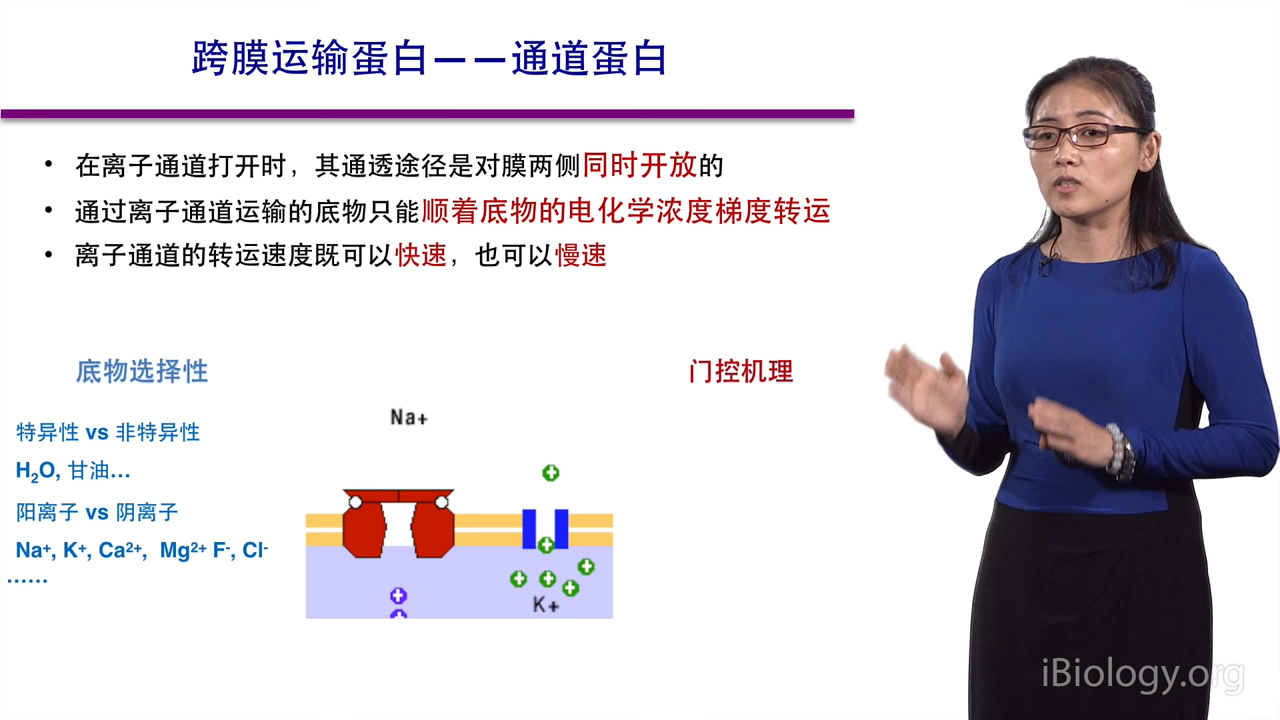 跨膜运输蛋白——通道蛋白
• 在离子通道打开时，其通透途径是对膜两侧同时开放的
• 通过离子通道运输的底物只能顺着底物的电化学浓度梯度转运
• 离子通道的转运速度既可以快速，也可以慢速
底物选择性
门控机理
特异性 vs 非特异性
H₂O, 甘油…
阳离子 vs 阴离子
Na⁺, K⁺, Ca²⁺, Mg²⁺ F⁻, Cl⁻
……
Na+
K+
iBiology.org